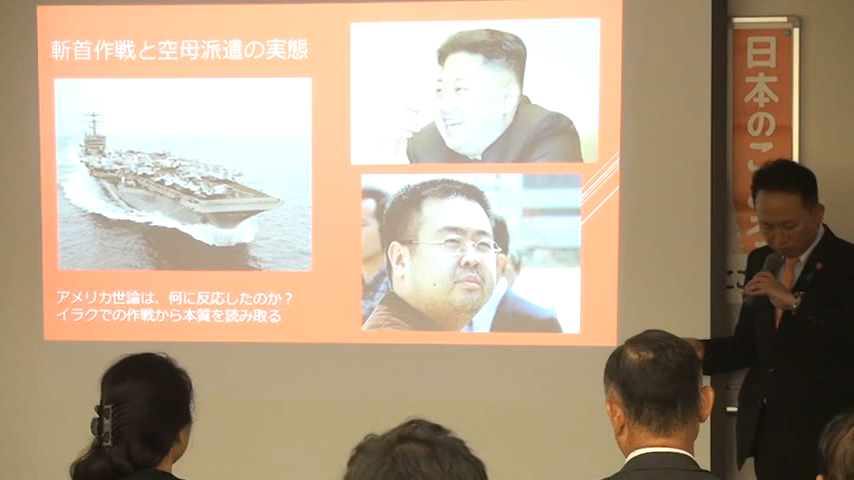 斬首作戦と空母派遣の実態
アメリカ世論は、何に反応したのか？
イラクでの作戦から本質を読み取る
日本のこ